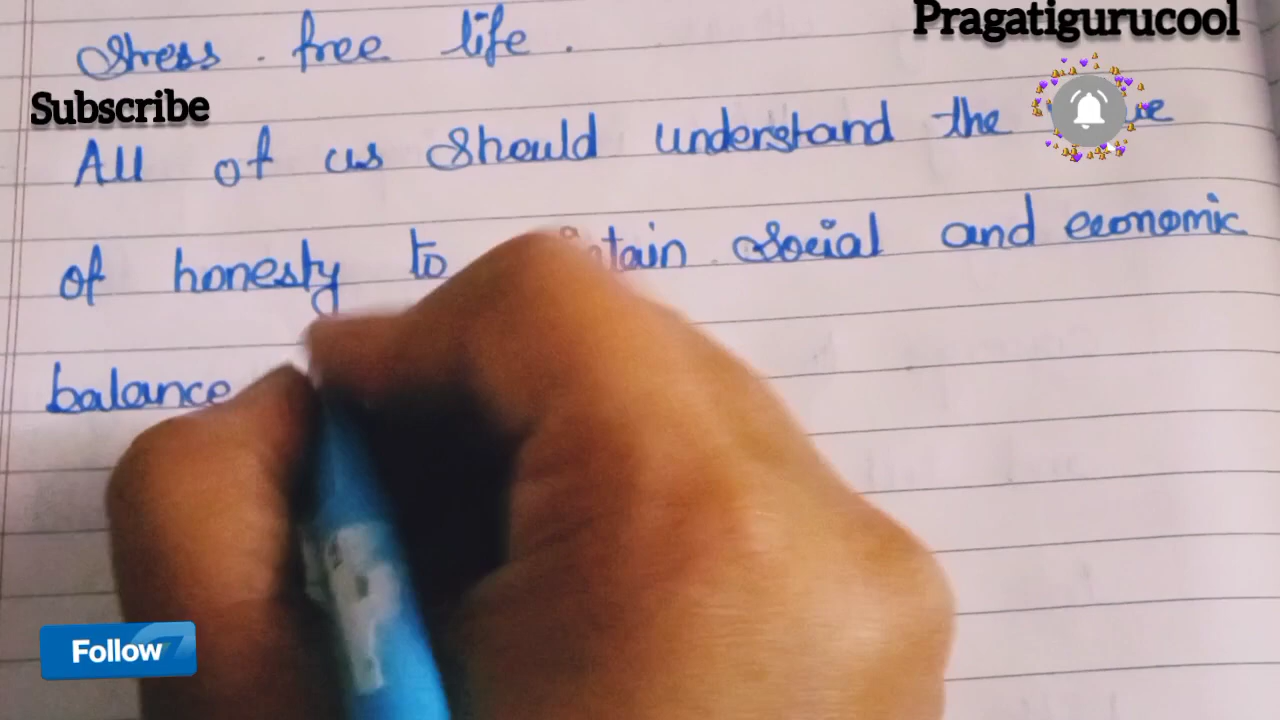 Pragatigurucool
stress. free life.
Subscribe
All of us should understand the
of honesty to social and economic
balance
Follow